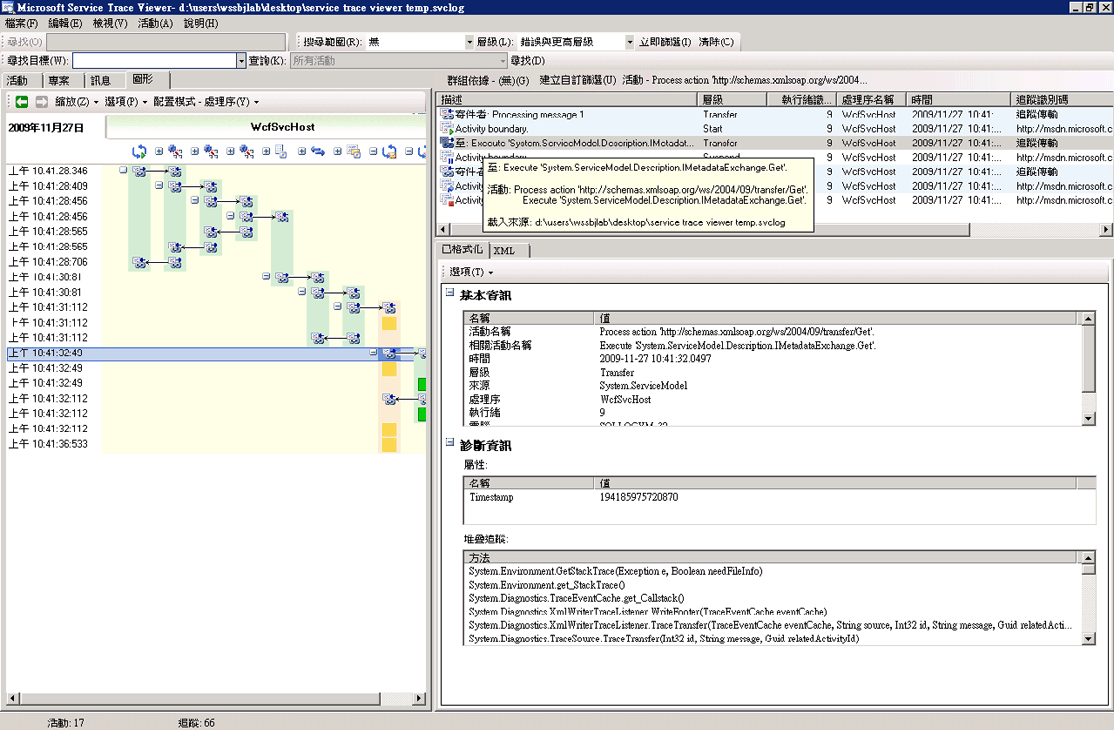 Microsoft Service Trace Viewer- d:\users\wssbjlab\desktop\service trace viewer temp.svclog
檔案(F) 編輯(E) 檢視(V) 活動(A) 說明(H)
尋找(O) 搜尋範圍(R): 無 層級(L): 錯誤與更高層級 立即篩選(I) 清除(C)
尋找目標(W): 查詢(K): 所有活動 尋找(D)
活動 專案 訊息 圖形
縮放(Z) 選項(P) 配置模式 - 處理序(Y)
2009年11月27日 WcfSvcHost
上午 10:41:28.346
上午 10:41:28:409
上午 10:41:28:456
上午 10:41:28:456
上午 10:41:28:565
上午 10:41:28:565
上午 10:41:28:706
上午 10:41:30:81
上午 10:41:30:81
上午 10:41:31:112
上午 10:41:31:112
上午 10:41:31:112
上午 10:41:32:49
上午 10:41:32:49
上午 10:41:32:49
上午 10:41:32:112
上午 10:41:32:112
上午 10:41:32:112
上午 10:41:36:533
群組依據 - (無)(G) 建立自訂篩選(U) 活動 - Process action 'http://schemas.xmlsoap.org/ws/2004...
描述 層級 執行緒識... 處理序名稱 時間 追蹤識別碼
寄件者: Processing message 1. Transfer 9 WcfSvcHost 2009/11/27 10:41:... 追蹤傳輸
Activity boundary. Start 9 WcfSvcHost 2009/11/27 10:41:... http://msdn.microsoft.c
至: Execute 'System.ServiceModel.Description.IMetadat... Transfer 9 WcfSvcHost 2009/11/27 10:41:... 追蹤傳輸
Activity boundary. Suspend 9 WcfSvcHost 2009/11/27 10:41:... http://msdn.microsoft.c
寄件者 9 WcfSvcHost 2009/11/27 10:41:... 追蹤傳輸
Activity 9 WcfSvcHost 2009/11/27 10:41:... http://msdn.microsoft.c
Activity 9 WcfSvcHost 2009/11/27 10:41:... http://msdn.microsoft.c
至: Execute 'System.ServiceModel.Description.IMetadataExchange.Get'.
活動: Process action 'http://schemas.xmlsoap.org/ws/2004/09/transfer/Get'.
Execute 'System.ServiceModel.Description.IMetadataExchange.Get'.
載入來源: d:\users\wssbjlab\desktop\service trace viewer temp.svclog
已格式化 XML
選項(T)
基本資訊
名稱 值
活動名稱 Process action 'http://schemas.xmlsoap.org/ws/2004/09/transfer/Get'.
相關活動名稱 Execute 'System.ServiceModel.Description.IMetadataExchange.Get'.
時間 2009-11-27 10:41:32.0497
層級 Transfer
來源 System.ServiceModel
處理序 WcfSvcHost
執行緒 9
診斷資訊
屬性:
名稱 值
Timestamp 194185975720870
堆疊追蹤:
方法
System.Environment.GetStackTrace(Exception e, Boolean needFileInfo)
System.Environment.get_StackTrace()
System.Diagnostics.TraceEventCache.get_Callstack()
System.Diagnostics.XmlWriterTraceListener.WriteFooter(TraceEventCache eventCache)
System.Diagnostics.XmlWriterTraceListener.TraceTransfer(TraceEventCache eventCache, String source, Int32 id, String message, Guid relatedActi...
System.Diagnostics.TraceSource.TraceTransfer(Int32 id, String message, Guid relatedActivityId)
活動: 17 追蹤: 66